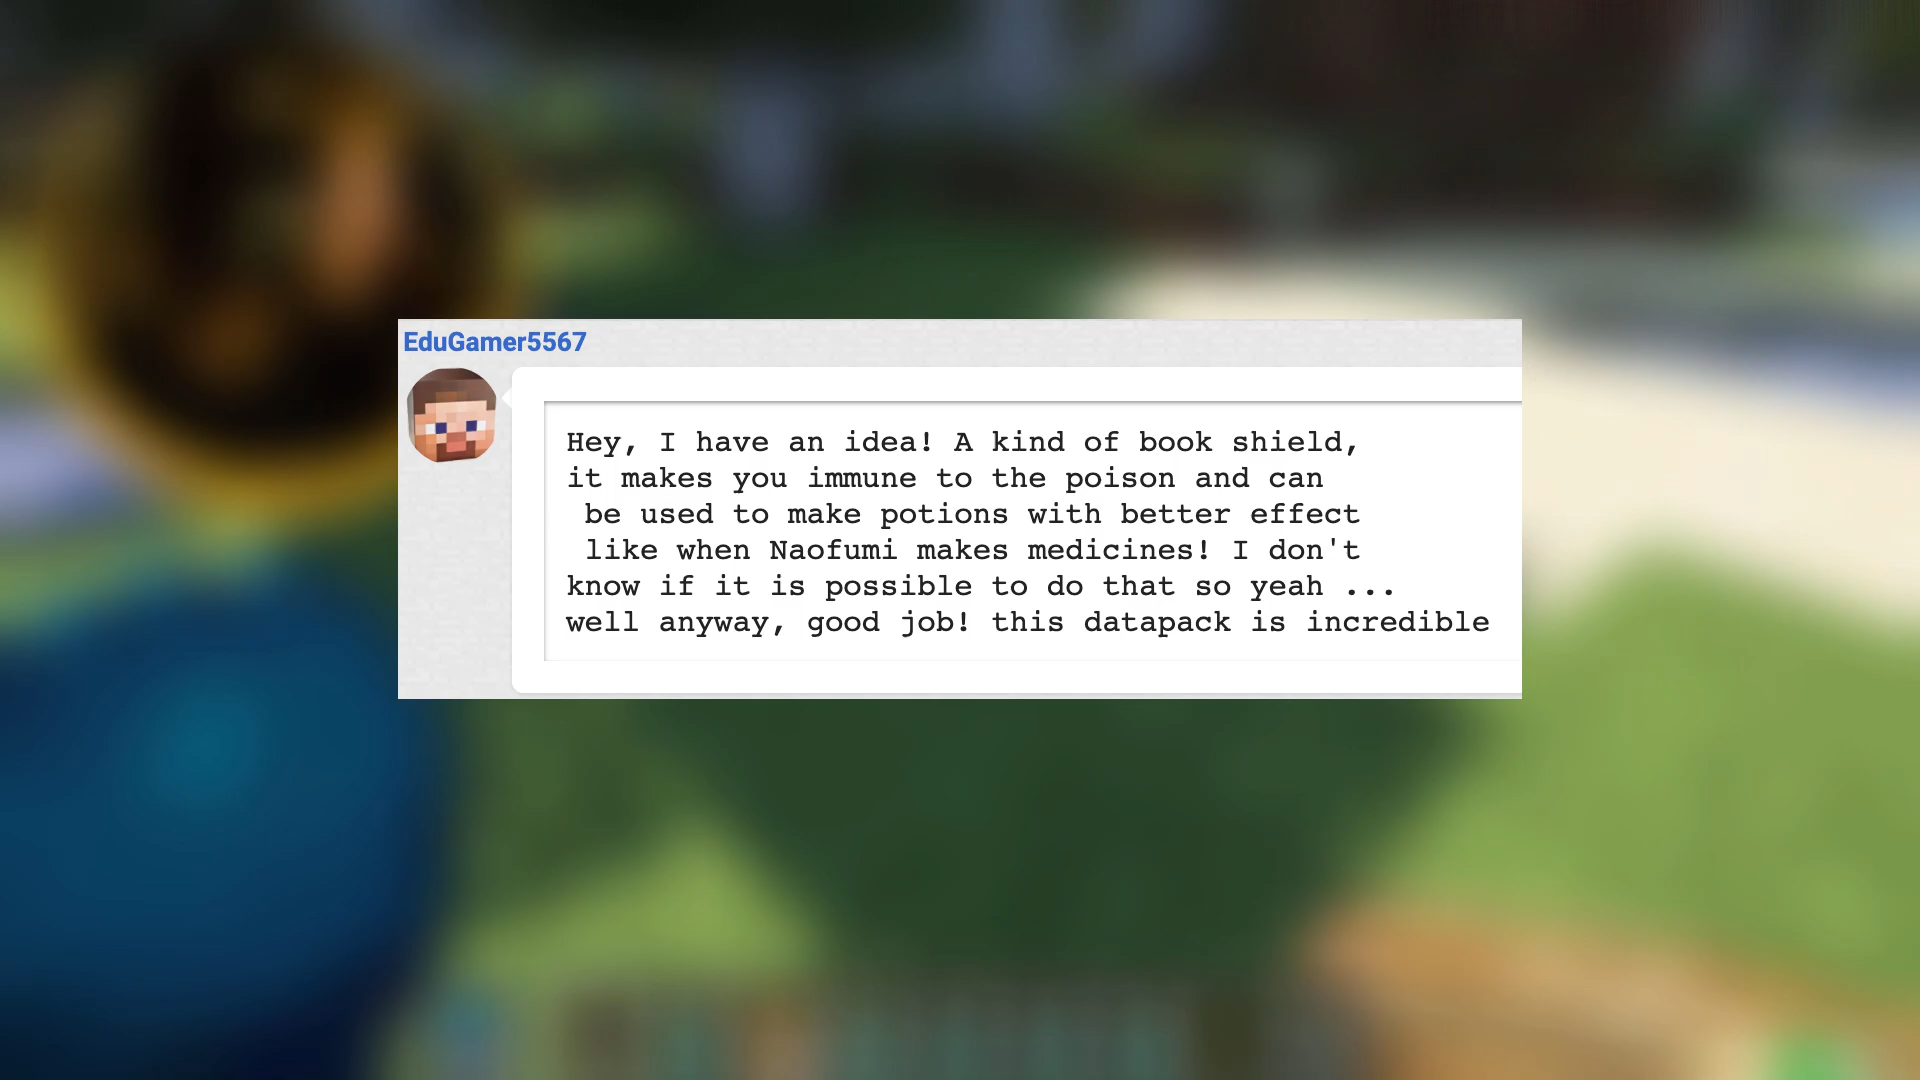 EduGamer5567
Hey, I have an idea! A kind of book shield,
it makes you immune to the poison and can
be used to make potions with better effect
like when Naofumi makes medicines! I don't
know if it is possible to do that so yeah ...
well anyway, good job! this datapack is incredible